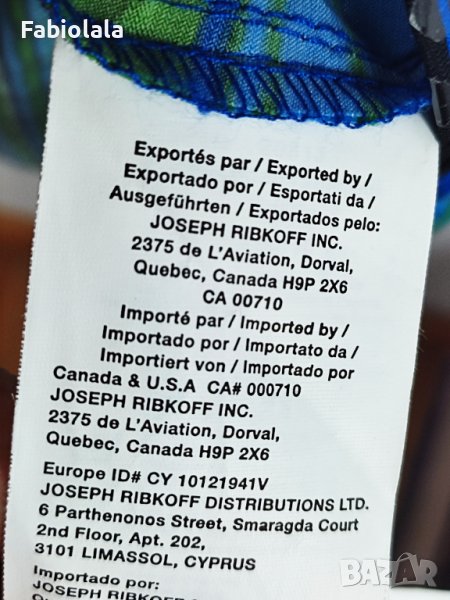 Fabiolala
Exportés par / Exported by /
Exportado por / Esportati da /
Ausgeführten / Exportados pelo:
JOSEPH RIBKOFF INC.
2375 de L'Aviation, Dorval,
Quebec, Canada H9P 2X6
CA 00710
Importé par / Imported by /
Importado por / Importato da /
Importiert von / Importado por
Canada & U.S.A CA# 000710
JOSEPH RIBKOFF INC.
2375 de L'Aviation, Dorval,
Quebec, Canada H9P 2X6
Europe ID# CY 10121941V
JOSEPH RIBKOFF DISTRIBUTIONS LTD.
6 Parthenonos Street, Smaragda Court
2nd Floor, Apt. 202,
3101 LIMASSOL, CYPRUS
Importado por:
JOSEPH RIBKOFF
BAZAR